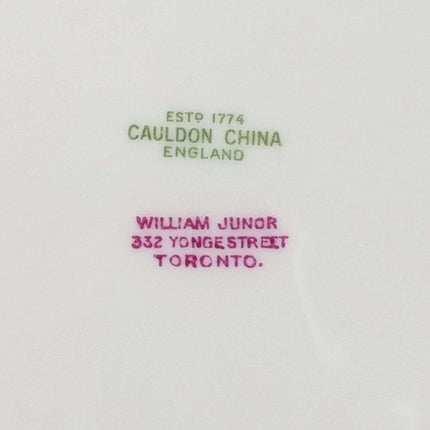 ESTD 1774
CAULDON CHINA
ENGLAND
WILLIAM JUNOR
332 YONGE STREET
TORONTO.